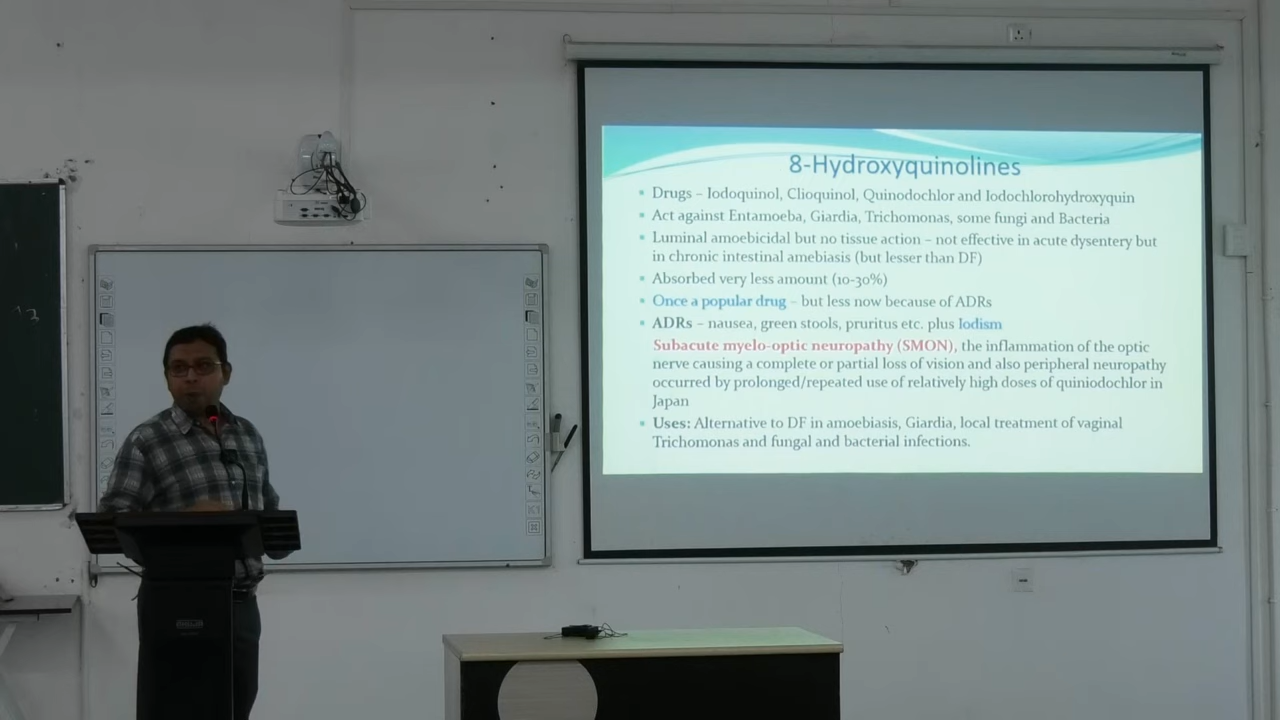 8-Hydroxyquinolines
Drugs – Iodoquinol, Clioquinol, Quinodochlor and Iodochlorohydroxyquin
Act against Entamoeba, Giardia, Trichomonas, some fungi and Bacteria
Luminal amoebicidal but no tissue action – not effective in acute dysentery but
in chronic intestinal amebiasis (but lesser than DF)
Absorbed very less amount (10-30%)
Once a popular drug – but less now because of ADRs
ADRs – nausea, green stools, pruritus etc. plus Iodism
Subacute myelo-optic neuropathy (SMON), the inflammation of the optic
nerve causing a complete or partial loss of vision and also peripheral neuropathy
occurred by prolonged/repeated use of relatively high doses of quiniodochlor in
Japan
Uses: Alternative to DF in amoebiasis, Giardia, local treatment of vaginal
Trichomonas and fungal and bacterial infections.